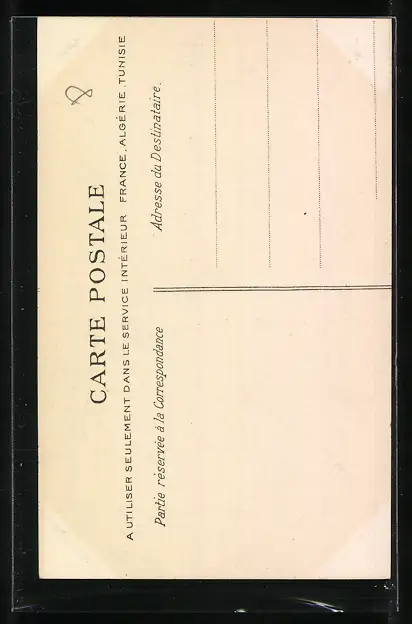 CARTE POSTALE
A UTILISER SEULEMENT DANS LE SERVICE INTÉRIEUR FRANCE, ALGÉRIE, TUNISIE
Partie réservée à la Correspondance
Adresse du Destinataire.